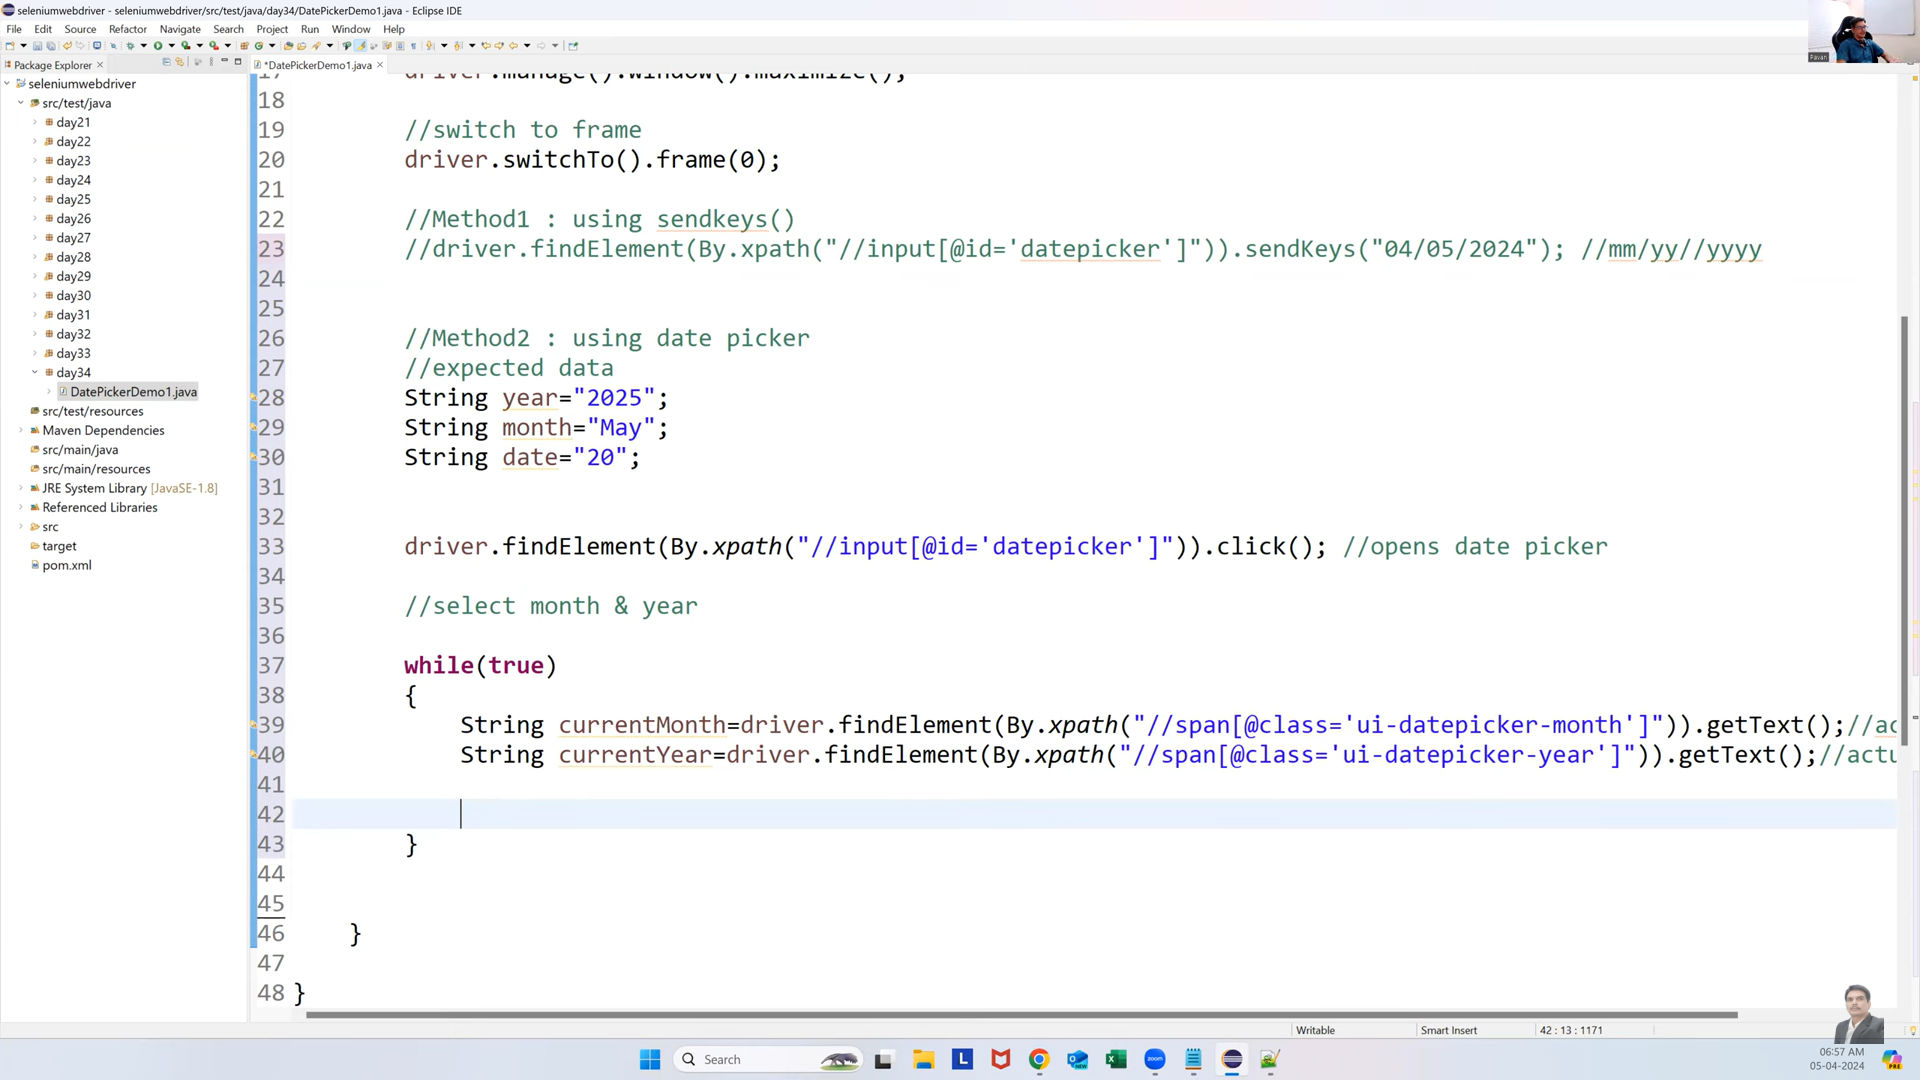 seleniumwebdriver - seleniumwebdriver/src/test/java/day34/DatePickerDemo1.java - Eclipse IDE
File Edit Source Refactor Navigate Search Project Run Window Help
Pavan
Package Explorer
*DatePickerDemo1.java
seleniumwebdriver
src/test/java
day21
day22
day23
day24
day25
day26
day27
day28
day29
day30
day31
day32
day33
day34
DatePickerDemo1.java
src/test/resources
Maven Dependencies
src/main/java
src/main/resources
JRE System Library [JavaSE-1.8]
Referenced Libraries
src
target
pom.xml
17 driver.manage().window().maximize();
18
19 //switch to frame
20 driver.switchTo().frame(0);
21
22 //Method1 : using sendkeys()
23 //driver.findElement(By.xpath("//input[@id='datepicker']")).sendKeys("04/05/2024"); //mm/yy//yyyy
24
25
26 //Method2 : using date picker
27 //expected data
28 String year="2025";
29 String month="May";
30 String date="20";
31
32
33 driver.findElement(By.xpath("//input[@id='datepicker']")).click(); //opens date picker
34
35 //select month & year
36
37 while(true)
38 {
39 String currentMonth=driver.findElement(By.xpath("//span[@class='ui-datepicker-month']")).getText();//ac
40 String currentYear=driver.findElement(By.xpath("//span[@class='ui-datepicker-year']")).getText();//actu
41
42
43 }
44
45
46 }
47
48 }
Writable Smart Insert 42 : 13 : 1171
Search
06:57 AM
05-04-2024